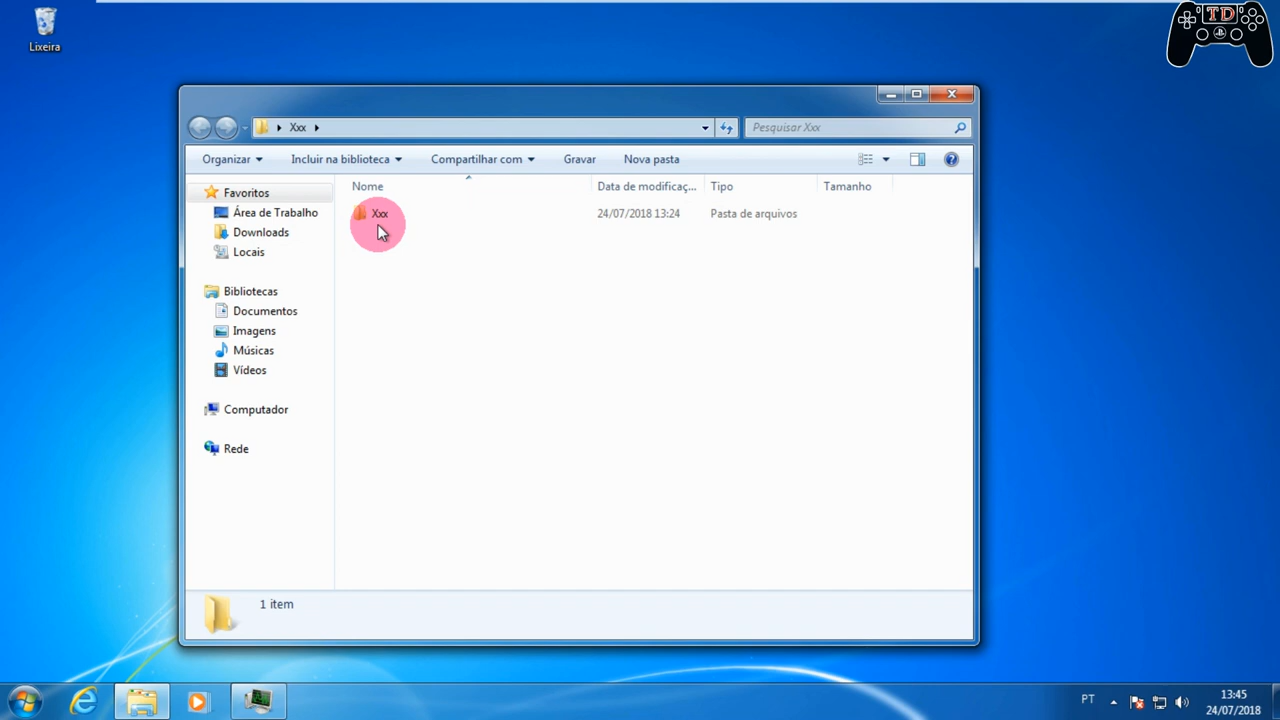 Lixeira
TD
Xxx
Pesquisar Xxx
Organizar
Incluir na biblioteca
Compartilhar com
Gravar
Nova pasta
Favoritos
Área de Trabalho
Downloads
Locais
Bibliotecas
Documentos
Imagens
Músicas
Vídeos
Computador
Rede
Nome
Data de modificaç...
Tipo
Tamanho
Xxx
24/07/2018 13:24
Pasta de arquivos
1 item
PT
13:45
24/07/2018